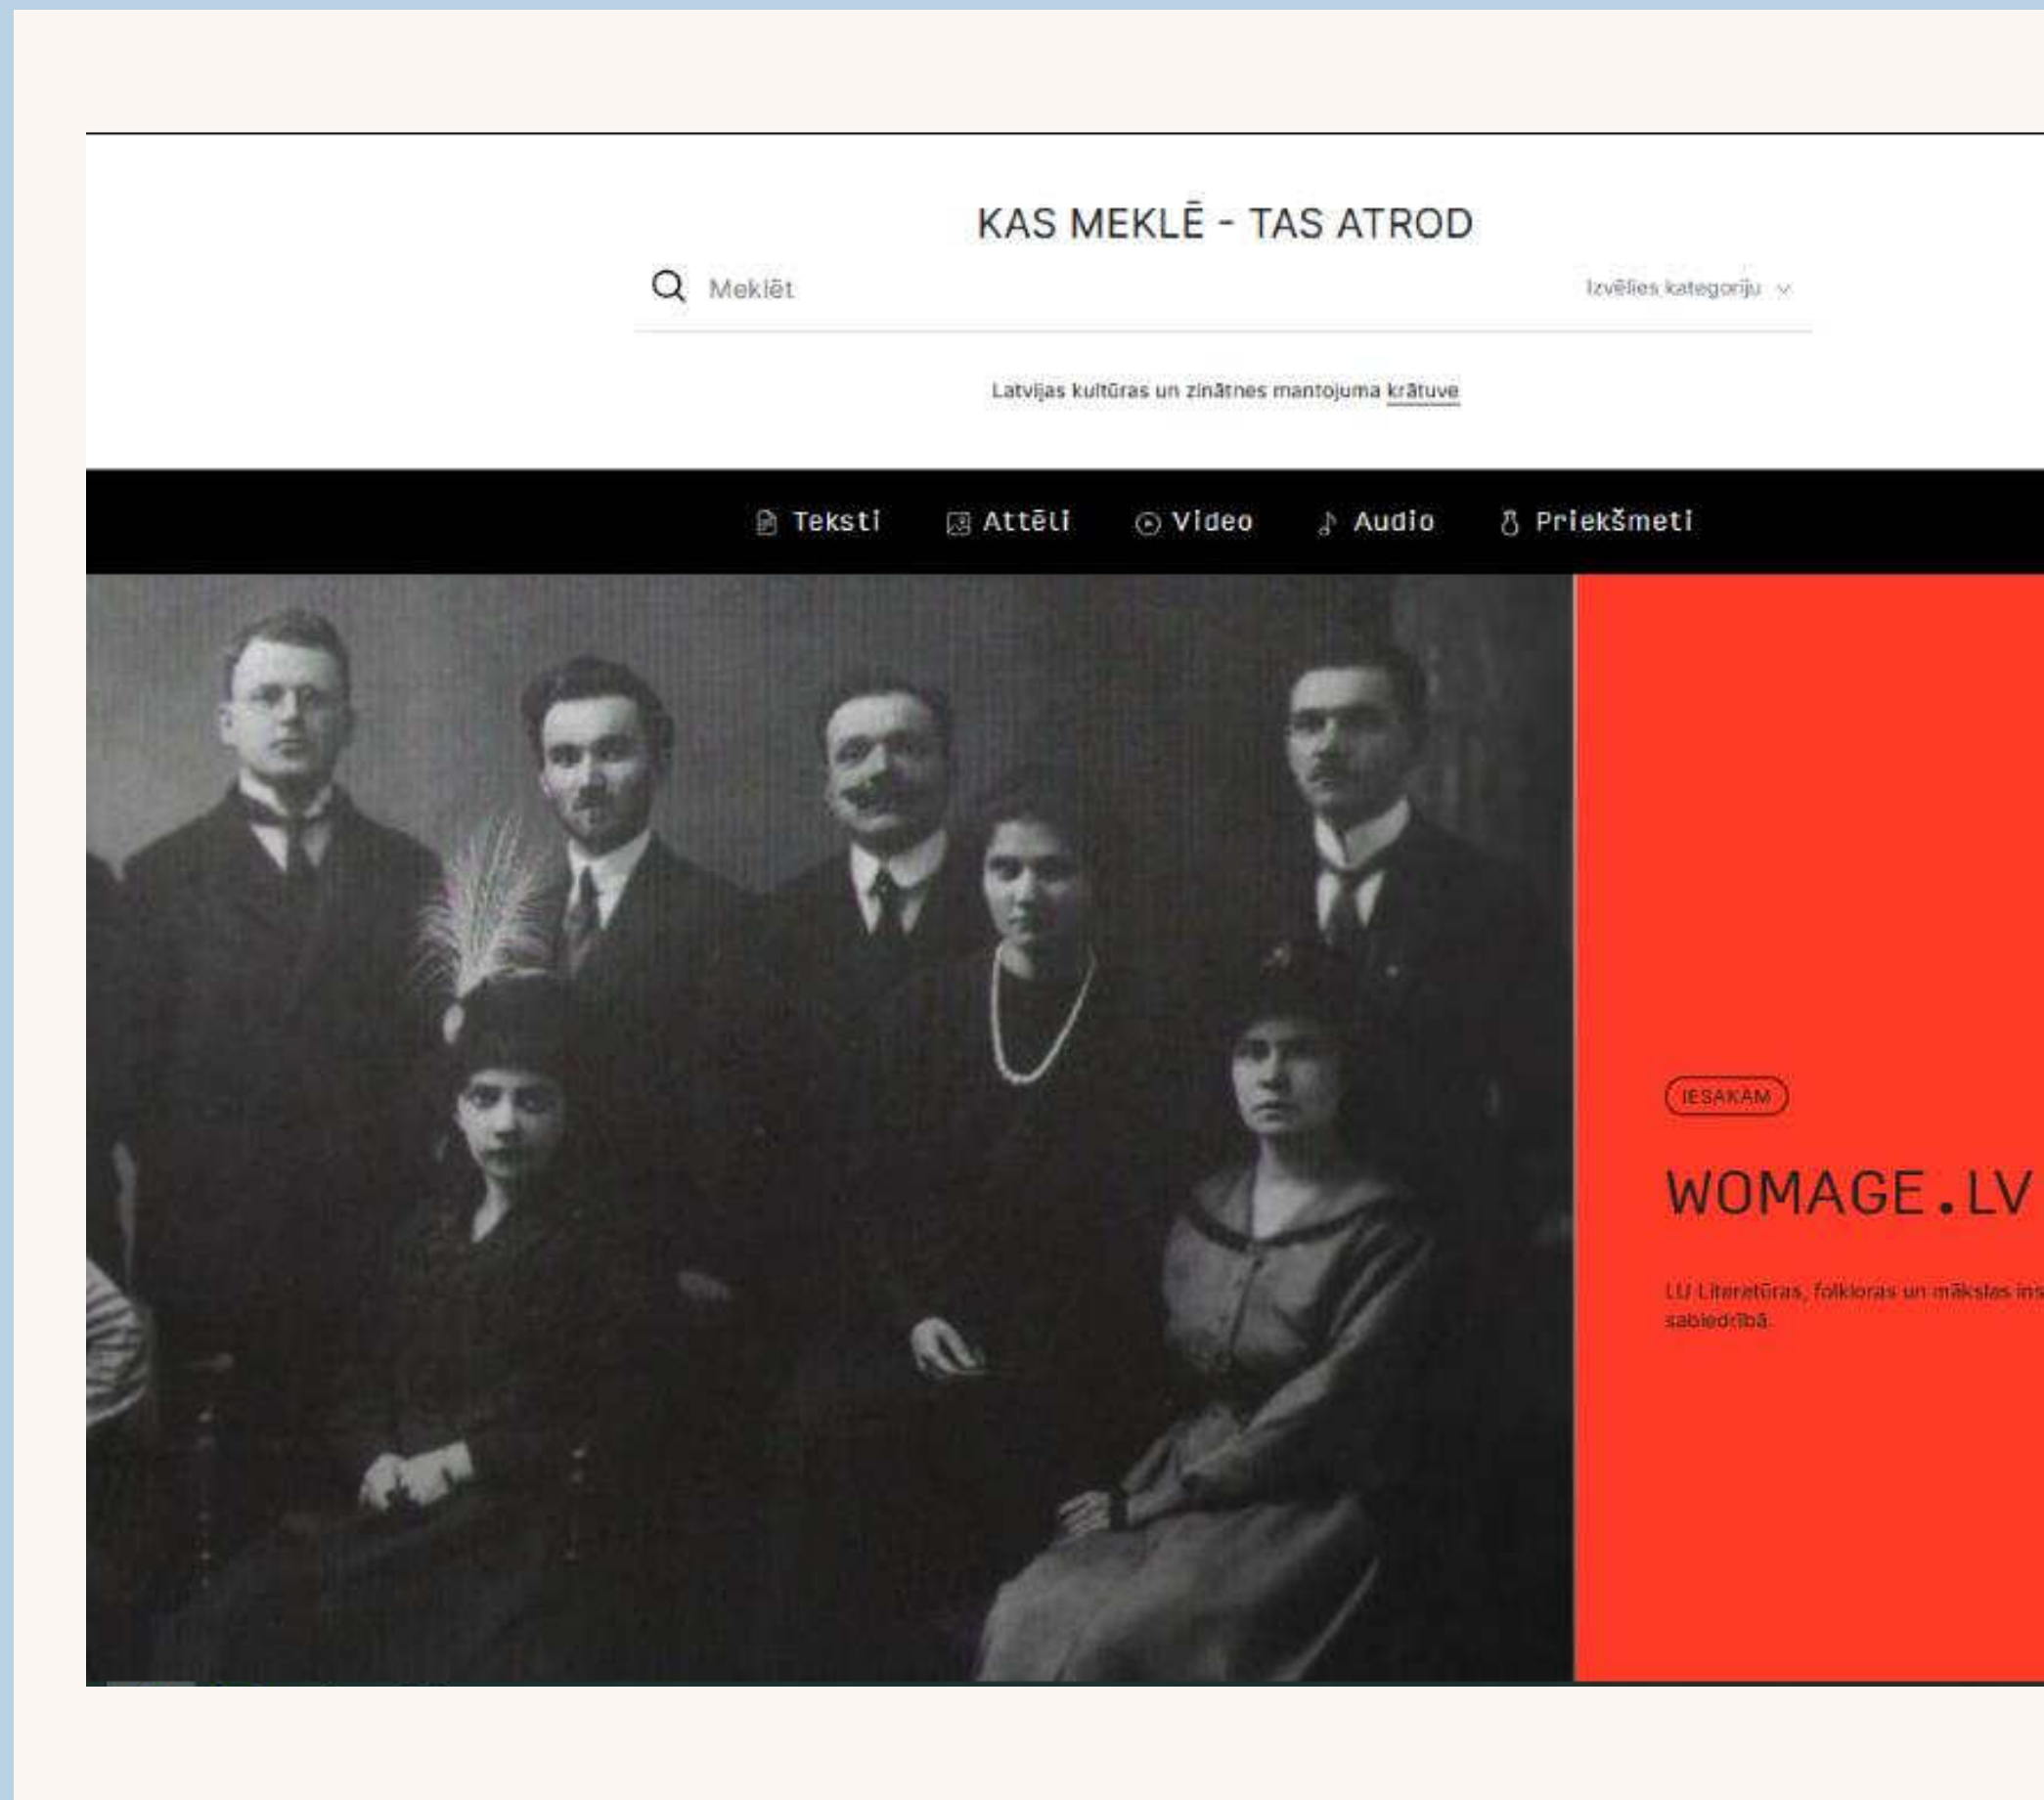 KAS MEKLĒ - TAS ATROD
Meklēt
Izvēlies kategoriju
Latvijas kultūras un zinātnes mantojuma krātuve
Teksti Attēli Video Audio Priekšmeti
IESAKĀM
WOMAGE.LV
LU Literatūras, folkloras un mākslas ins
sabiedrībā.